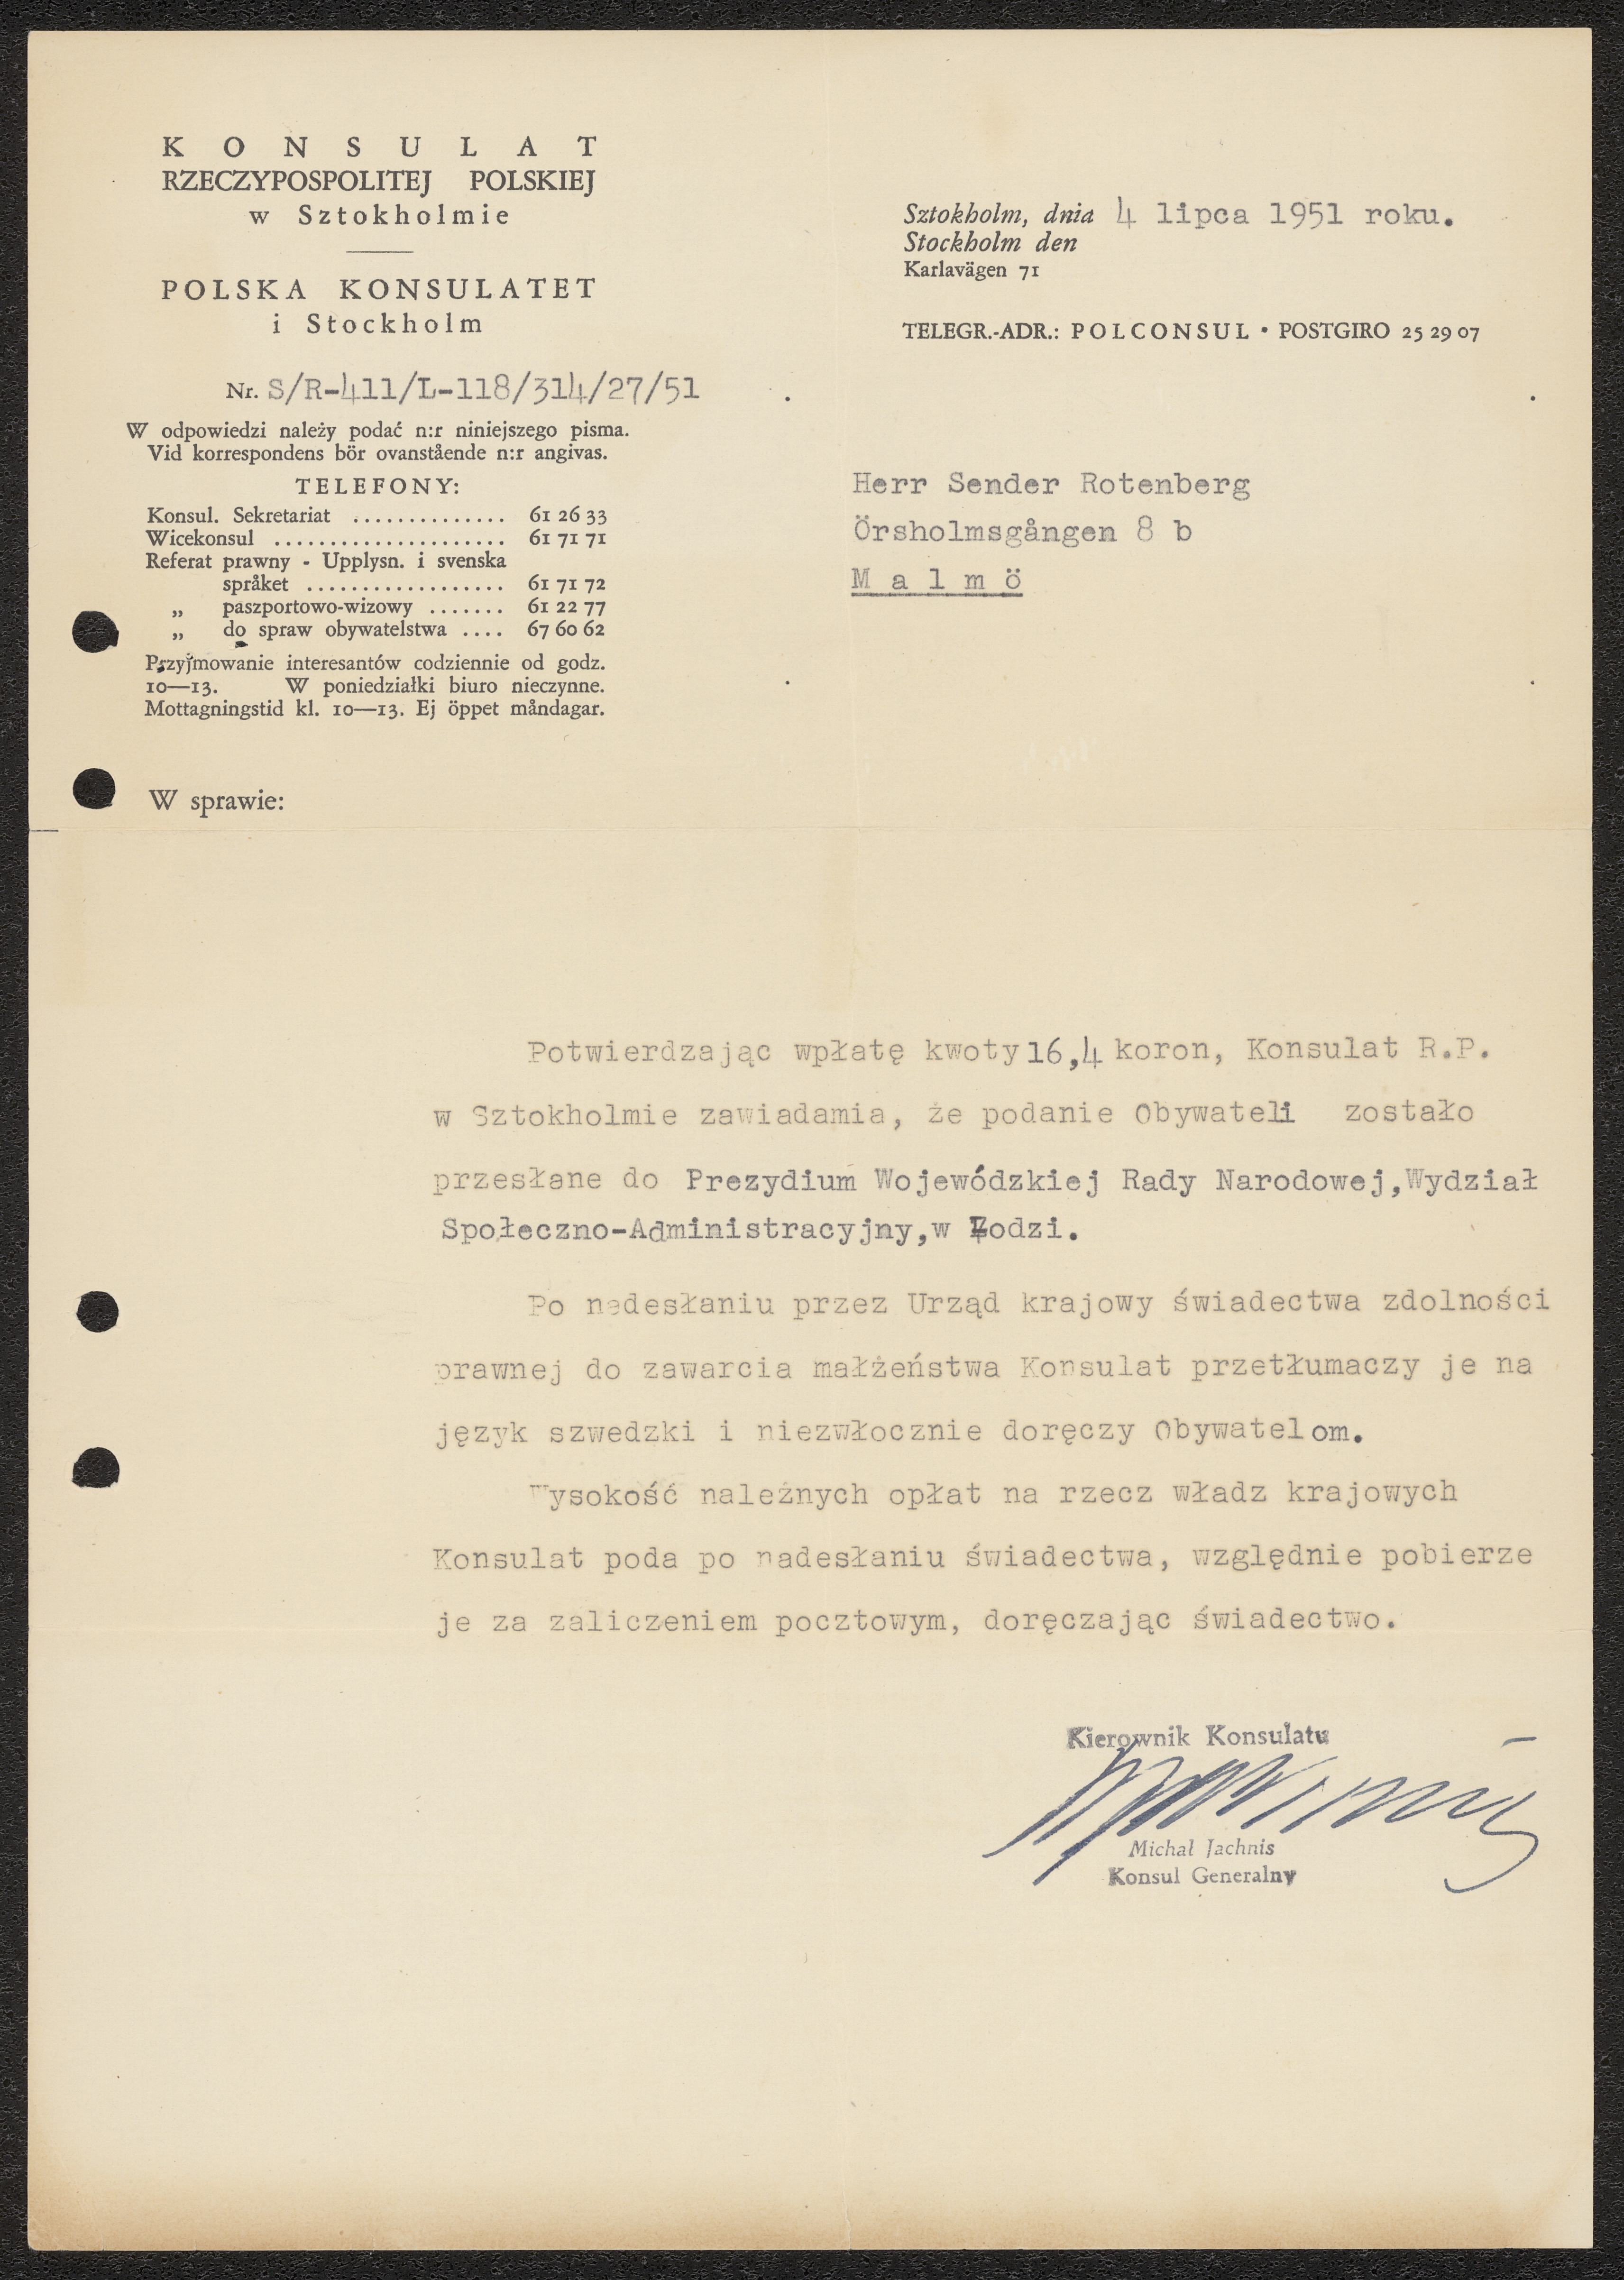 K O N S U L A T
RZECZYPOSPOLITEJ POLSKIEJ
w Sztokholmie
POLSKA KONSULATET
i Stockholm
Nr. S/R-411/L-118/314/27/51
W odpowiedzi należy podać n:r niniejszego pisma.
Vid korrespondens bör ovanstående n:r angivas.
TELEFONY:
Konsul. Sekretariat .............. 61 26 33
Wicekonsul ..................... 61 71 71
Referat prawny - Upplysn. i svenska
språket .................. 61 71 72
„ paszportowo-wizowy ....... 61 22 77
„ do spraw obywatelstwa .... 67 60 62
Przyjmowanie interesantów codziennie od godz.
10—13. W poniedziałki biuro nieczynne.
Mottagningstid kl. 10—13. Ej öppet måndagar.
W sprawie:
Sztokholm, dnia 4 lipca 1951 roku.
Stockholm den
Karlavägen 71
TELEGR.-ADR.: POLCONSUL • POSTGIRO 25 29 07
Herr Sender Rotenberg
Örsholmsgången 8 b
M a l m ö
Potwierdzając wpłatę kwoty 16,4 koron, Konsulat R.P.
w Sztokholmie zawiadamia, że podanie Obywateli zostało
przesłane do Prezydium Wojewódzkiej Rady Narodowej,Wydział
Społeczno-Administracyjny,w Łodzi.
Po nadesłaniu przez Urząd krajowy świadectwa zdolności
prawnej do zawarcia małżeństwa Konsulat przetłumaczy je na
język szwedzki i niezwłocznie doręczy Obywatelom.
Wysokość należnych opłat na rzecz władz krajowych
Konsulat poda po nadesłaniu świadectwa, względnie pobierze
je za zaliczeniem pocztowym, doręczając świadectwo.
Kierownik Konsulatu
Michał Jachnis
Konsul Generalny